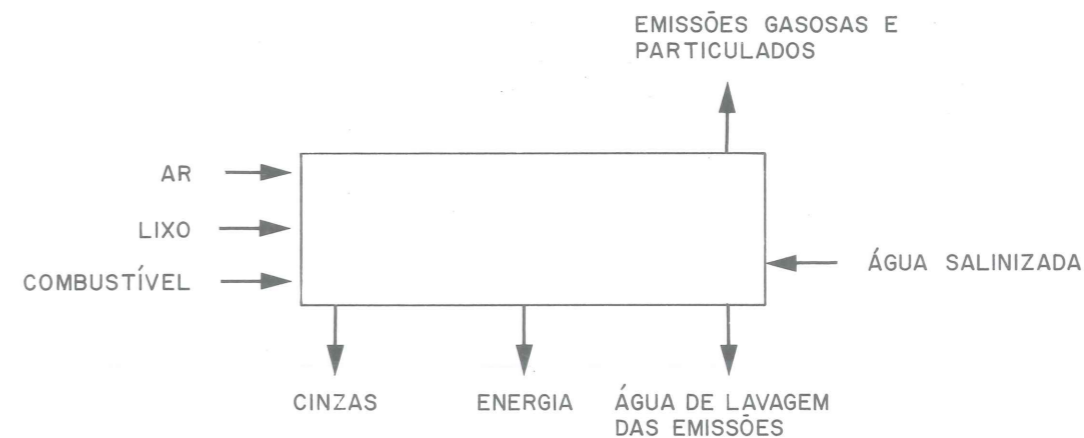 EMISSÕES GASOSAS E
PARTICULADOS
AR
LIXO
COMBUSTÍVEL
ÁGUA SALINIZADA
CINZAS
ENERGIA
ÁGUA DE LAVAGEM
DAS EMISSÕES